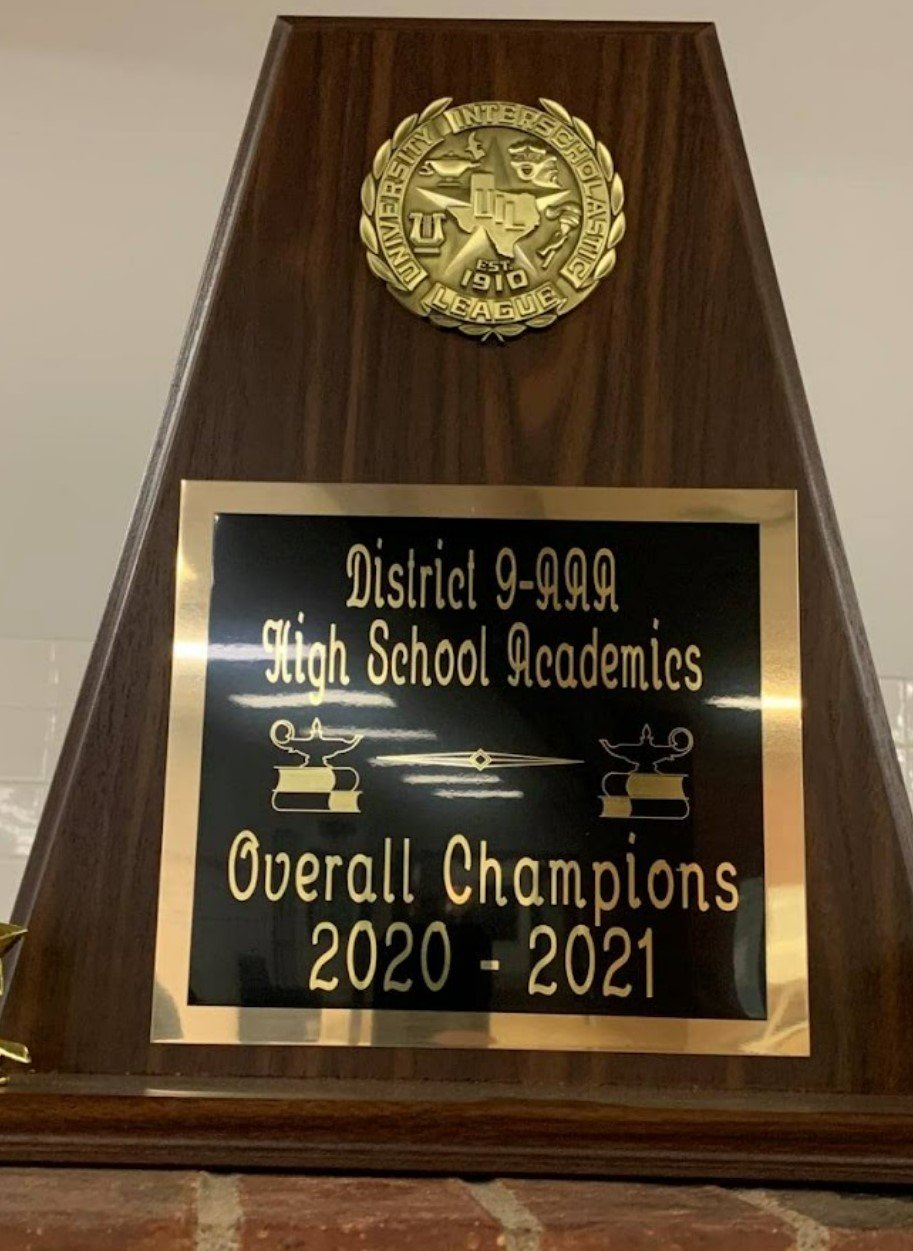 UNIVERSITY INTERSCHOLASTIC
LEAGUE
UIL
EST.
1910
District 9-AAA
High School Academics
Overall Champions
2020 - 2021